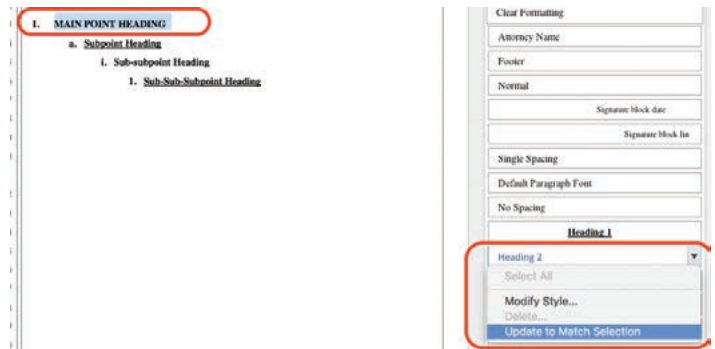 I. MAIN POINT HEADING
a. Subpoint Heading
i. Sub-subpoint Heading
1. Sub-Sub-Subpoint Heading
Clear Formatting
Attorney Name
Footer
Normal
Signature block date
Signature block lin
Single Spacing
Default Paragraph Font
No Spacing
Heading 1
Heading 2
Select All
Modify Style...
Delete...
Update to Match Selection